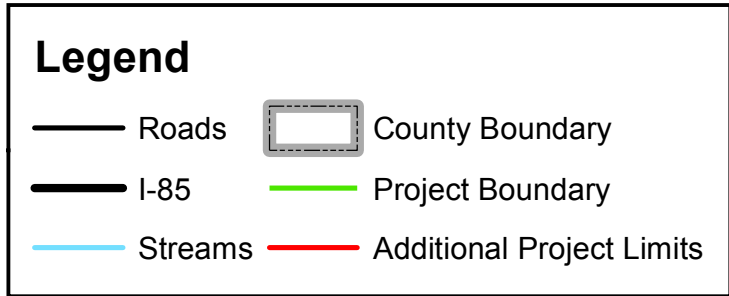 Legend
Roads
County Boundary
I-85
Project Boundary
Streams
Additional Project Limits